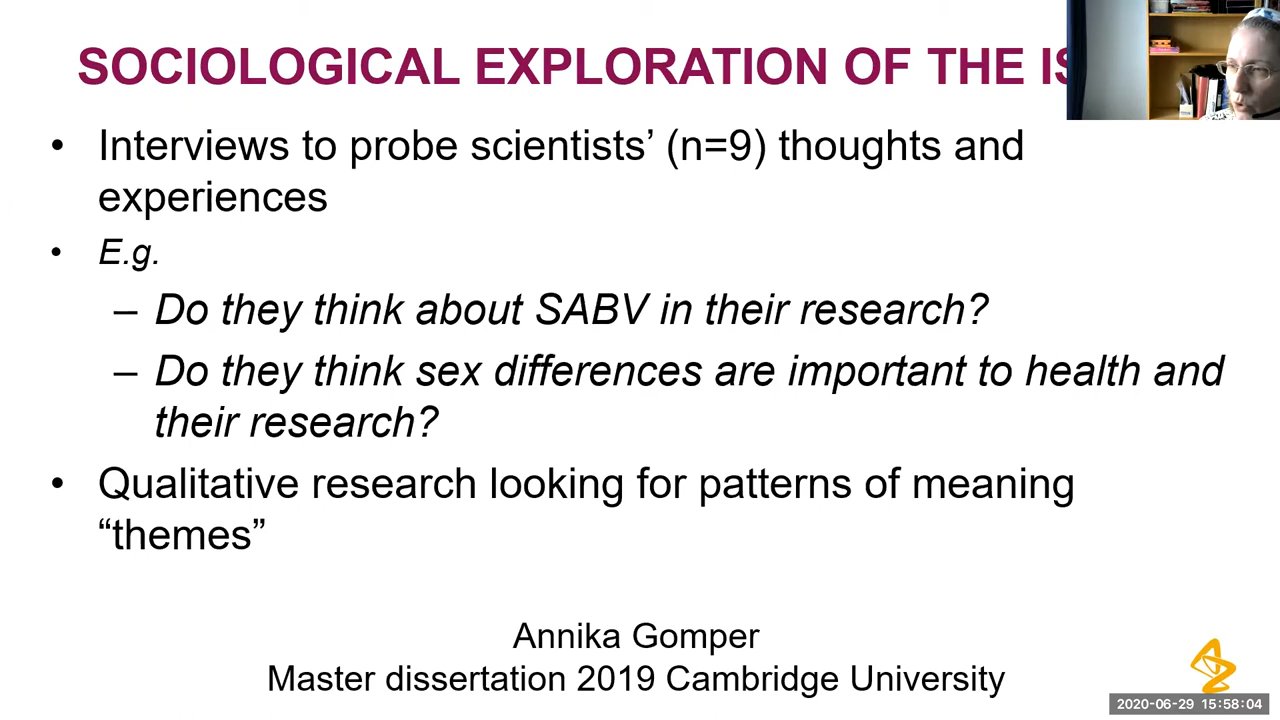 SOCIOLOGICAL EXPLORATION OF THE
• Interviews to probe scientists’ (n=9) thoughts and
experiences
• E.g.
– Do they think about SABV in their research?
– Do they think sex differences are important to health and
their research?
• Qualitative research looking for patterns of meaning
“themes”
Annika Gomper
Master dissertation 2019 Cambridge University
2020-06-29 15:58:04